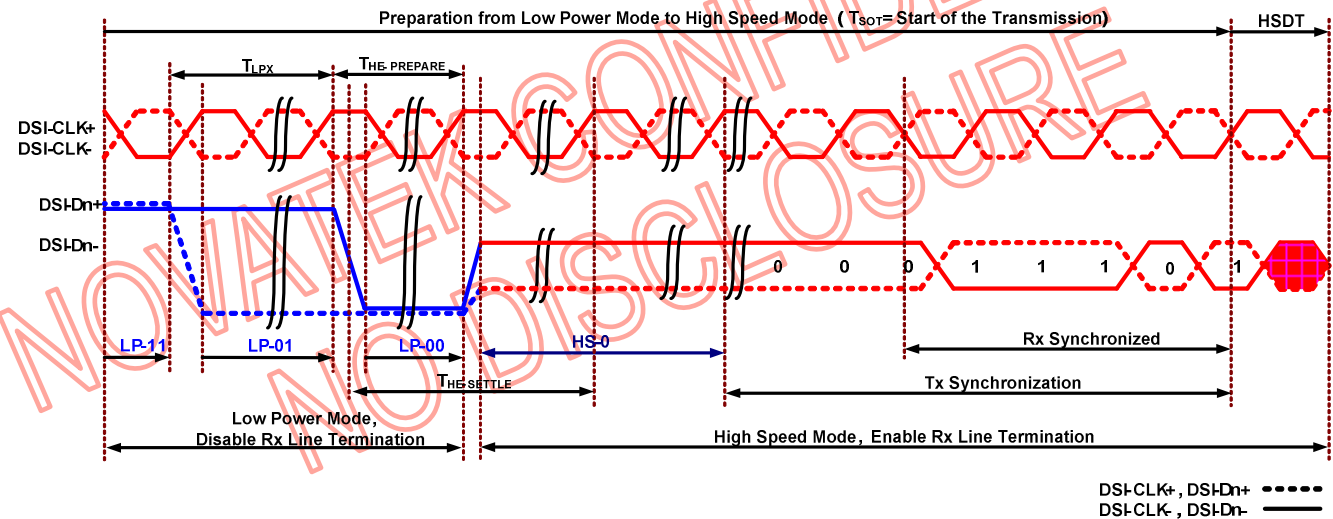 Preparation from Low Power Mode to High Speed Mode ( TSOT= Start of the Transmission)
HSDT
TLPX
THE- PREPARE
DSI-CLK+
DSI-CLK-
DSI-Dn+
DSI-Dn-
0 0 0 1 1 1 0 1
LP-11
LP-01
LP-00
HS-0
Rx Synchronized
THE-SETTLE
Tx Synchronization
Low Power Mode,
Disable Rx Line Termination
High Speed Mode, Enable Rx Line Termination
DSI-CLK+ , DSI-Dn+
DSI-CLK- , DSI-Dn-
NOVATEK CONFIDE
NO DISCLOSURE